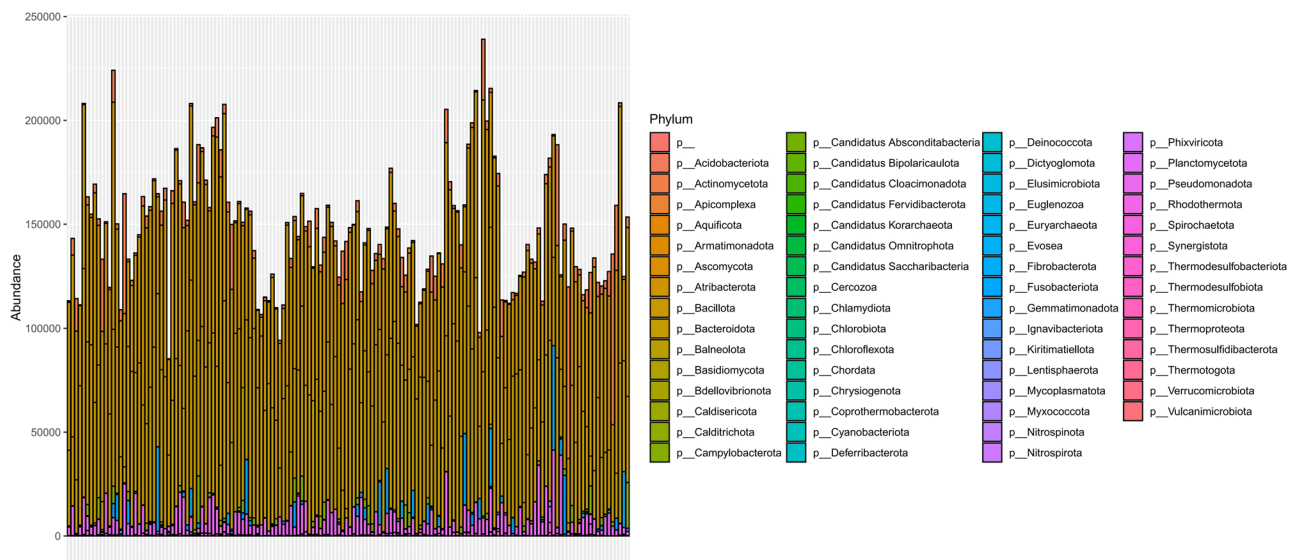 250000
200000
150000
100000
50000
0
Abundance
Phylum
p__
p__Acidobacteriota
p__Actinomycetota
p__Apicomplexa
p__Aquificota
p__Armatimonadota
p__Ascomycota
p__Atribacterota
p__Bacillota
p__Bacteroidota
p__Balneolota
p__Basidiomycota
p__Bdellovibrionota
p__Caldisericota
p__Calditrichota
p__Campylobacterota
p__Candidatus Absconditabacteria
p__Candidatus Bipolaricaulota
p__Candidatus Cloacimonadota
p__Candidatus Fervidibacterota
p__Candidatus Korarchaeota
p__Candidatus Omnitrophota
p__Candidatus Saccharibacteria
p__Cercozoa
p__Chlamydiota
p__Chlorobiota
p__Chloroflexota
p__Chordata
p__Chrysiogenota
p__Coprothermobacterota
p__Cyanobacteriota
p__Deferribacterota
p__Deinococcota
p__Dictyoglomota
p__Elusimicrobiota
p__Euglenozoa
p__Euryarchaeota
p__Evosea
p__Fibrobacterota
p__Fusobacteriota
p__Gemmatimonadota
p__Ignavibacteriota
p__Kiritimatiellota
p__Lentisphaerota
p__Mycoplasmatota
p__Myxococcota
p__Nitrospinota
p__Nitrospirota
p__Phixviricota
p__Planctomycetota
p__Pseudomonadota
p__Rhodothermota
p__Spirochaetota
p__Synergistota
p__Thermodesulfobacteriota
p__Thermodesulfobiota
p__Thermomicrobiota
p__Thermoproteota
p__Thermosulfidibacterota
p__Thermotogota
p__Verrucomicrobiota
p__Vulcanimicrobiota